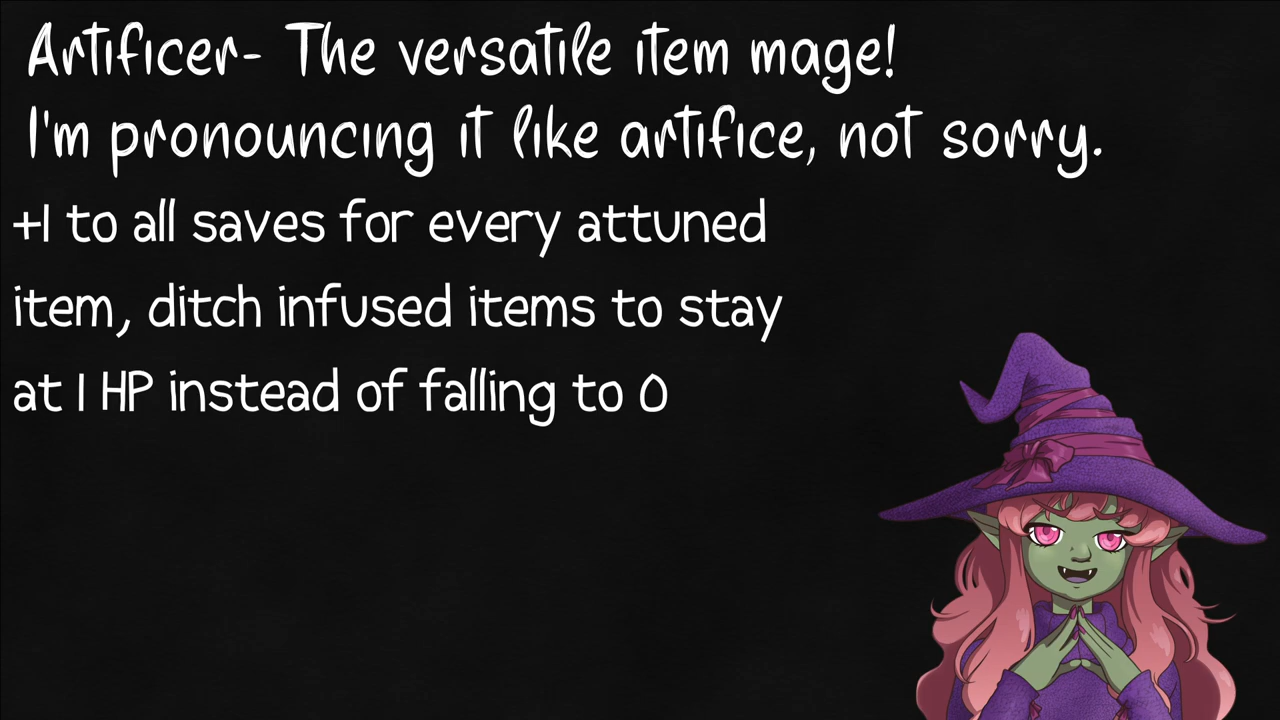 Artificer- The versatile item mage!
I'm pronouncing it like artifice, not sorry.
+1 to all saves for every attuned
item, ditch infused items to stay
at 1 HP instead of falling to 0